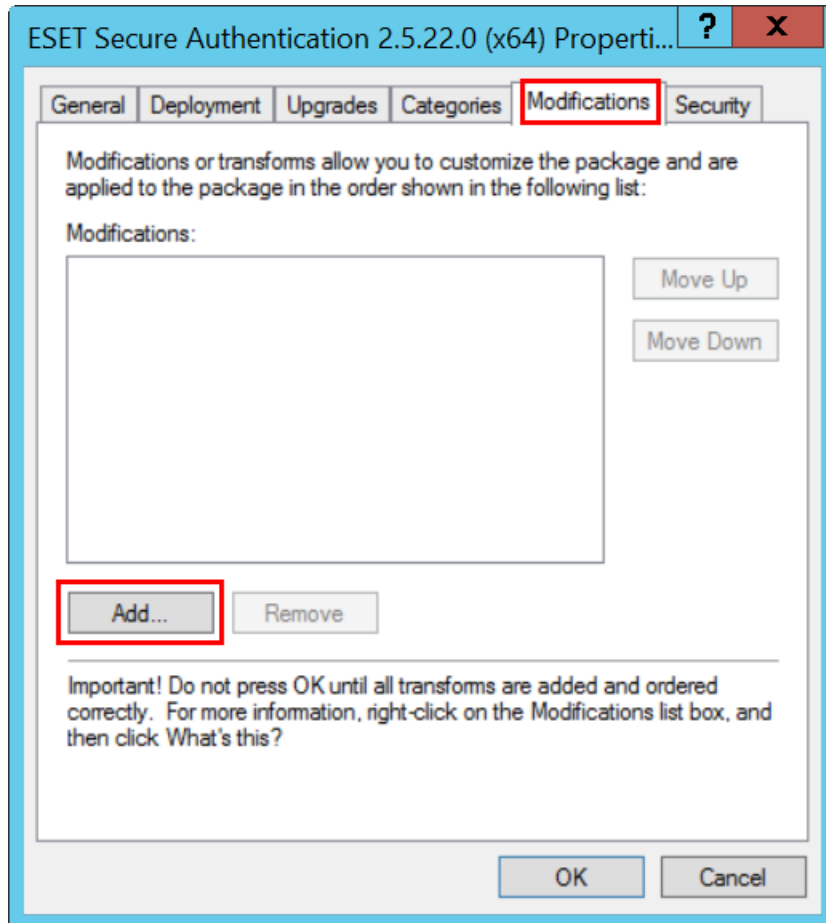 ESET Secure Authentication 2.5.22.0 (x64) Properti...
?
X
General
Deployment
Upgrades
Categories
Modifications
Security
Modifications or transforms allow you to customize the package and are
applied to the package in the order shown in the following list:
Modifications:
Move Up
Move Down
Add...
Remove
Important! Do not press OK until all transforms are added and ordered
correctly.  For more information, right-click on the Modifications list box, and
then click What's this?
OK
Cancel